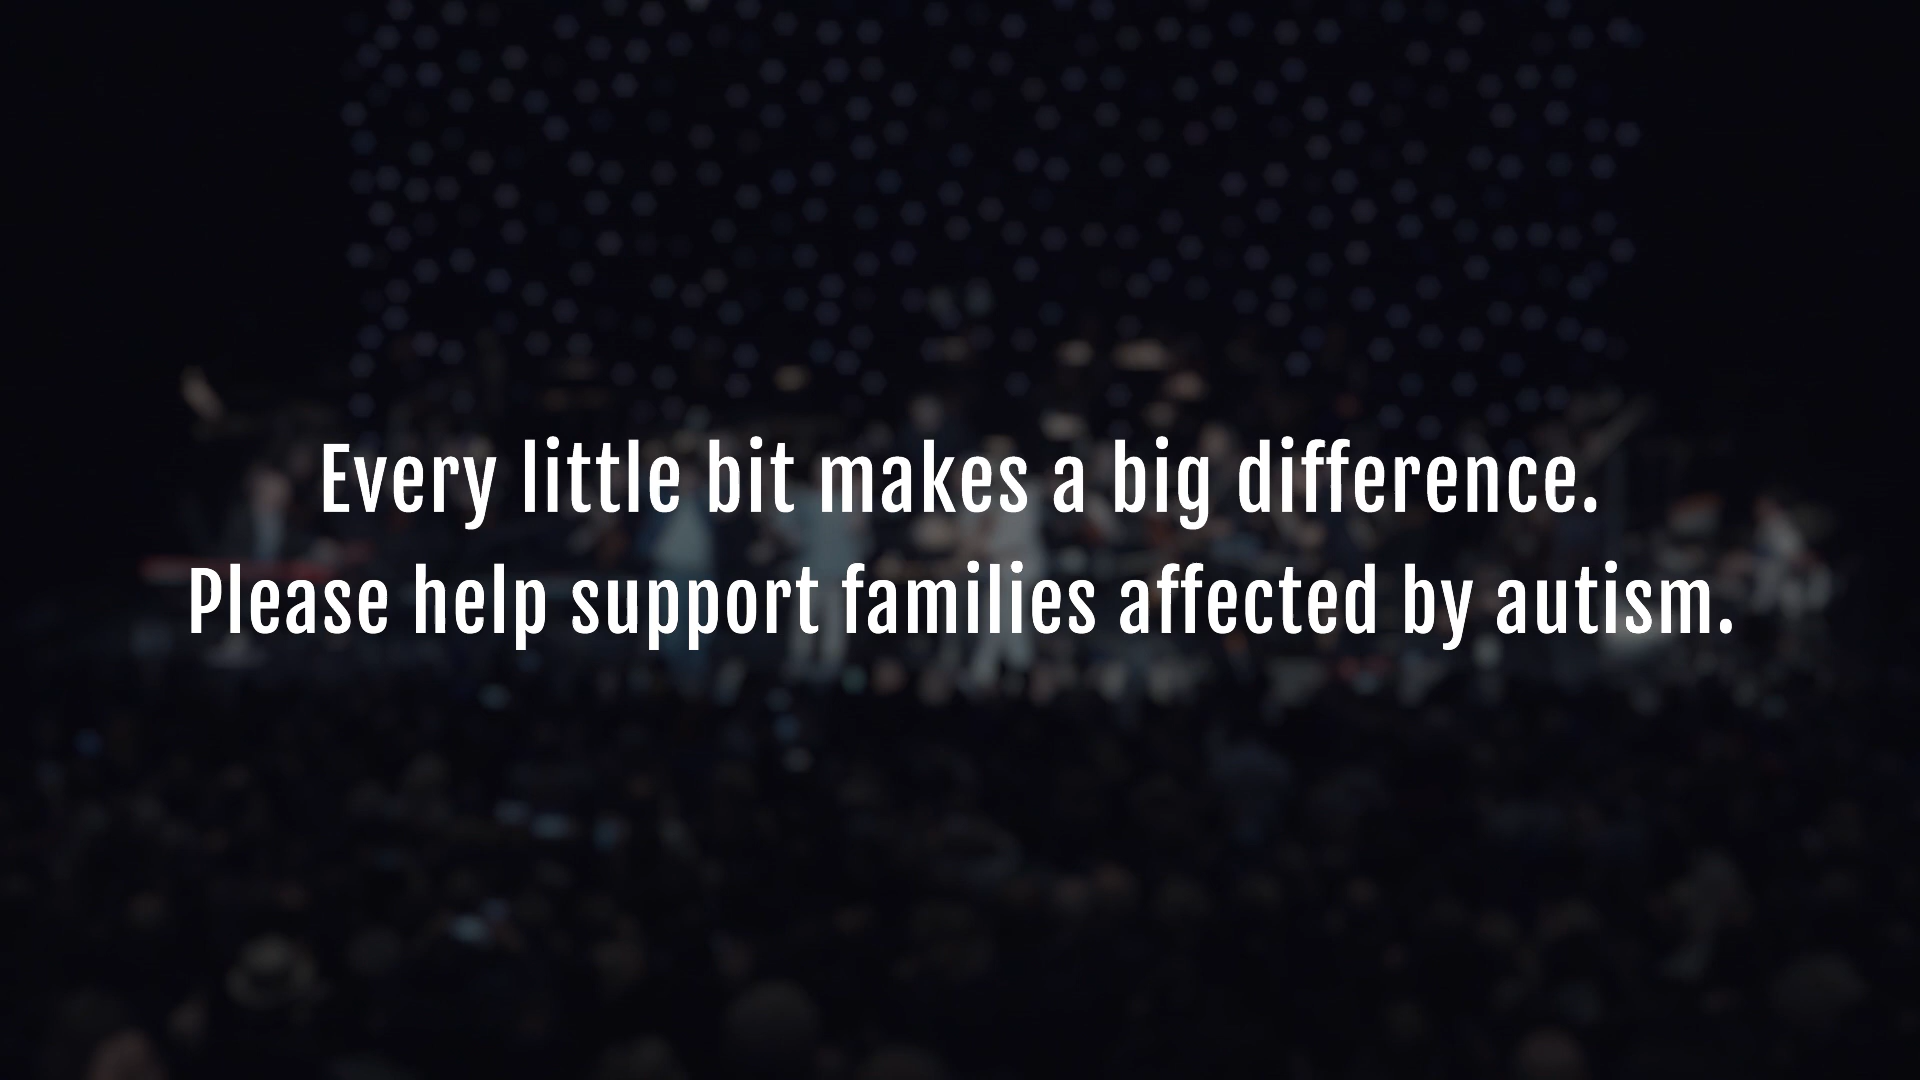 Every little bit makes a big difference.
Please help support families affected by autism.